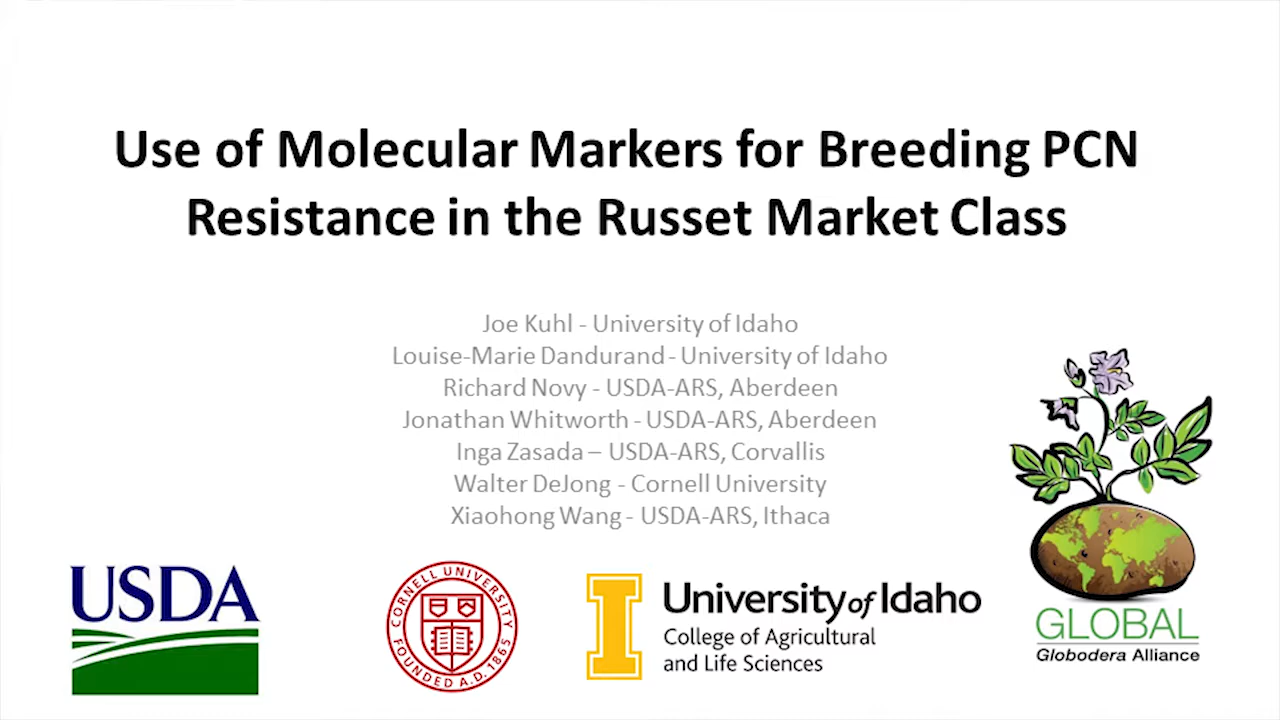 Use of Molecular Markers for Breeding PCN
Resistance in the Russet Market Class
Joe Kuhl - University of Idaho
Louise-Marie Dandurand - University of Idaho
Richard Novy - USDA-ARS, Aberdeen
Jonathan Whitworth - USDA-ARS, Aberdeen
Inga Zasada – USDA-ARS, Corvallis
Walter DeJong - Cornell University
Xiaohong Wang - USDA-ARS, Ithaca
USDA
CORNELL UNIVERSITY
FOUNDED A.D. 1865
University of Idaho
College of Agricultural
and Life Sciences
GLOBAL
Globodera Alliance